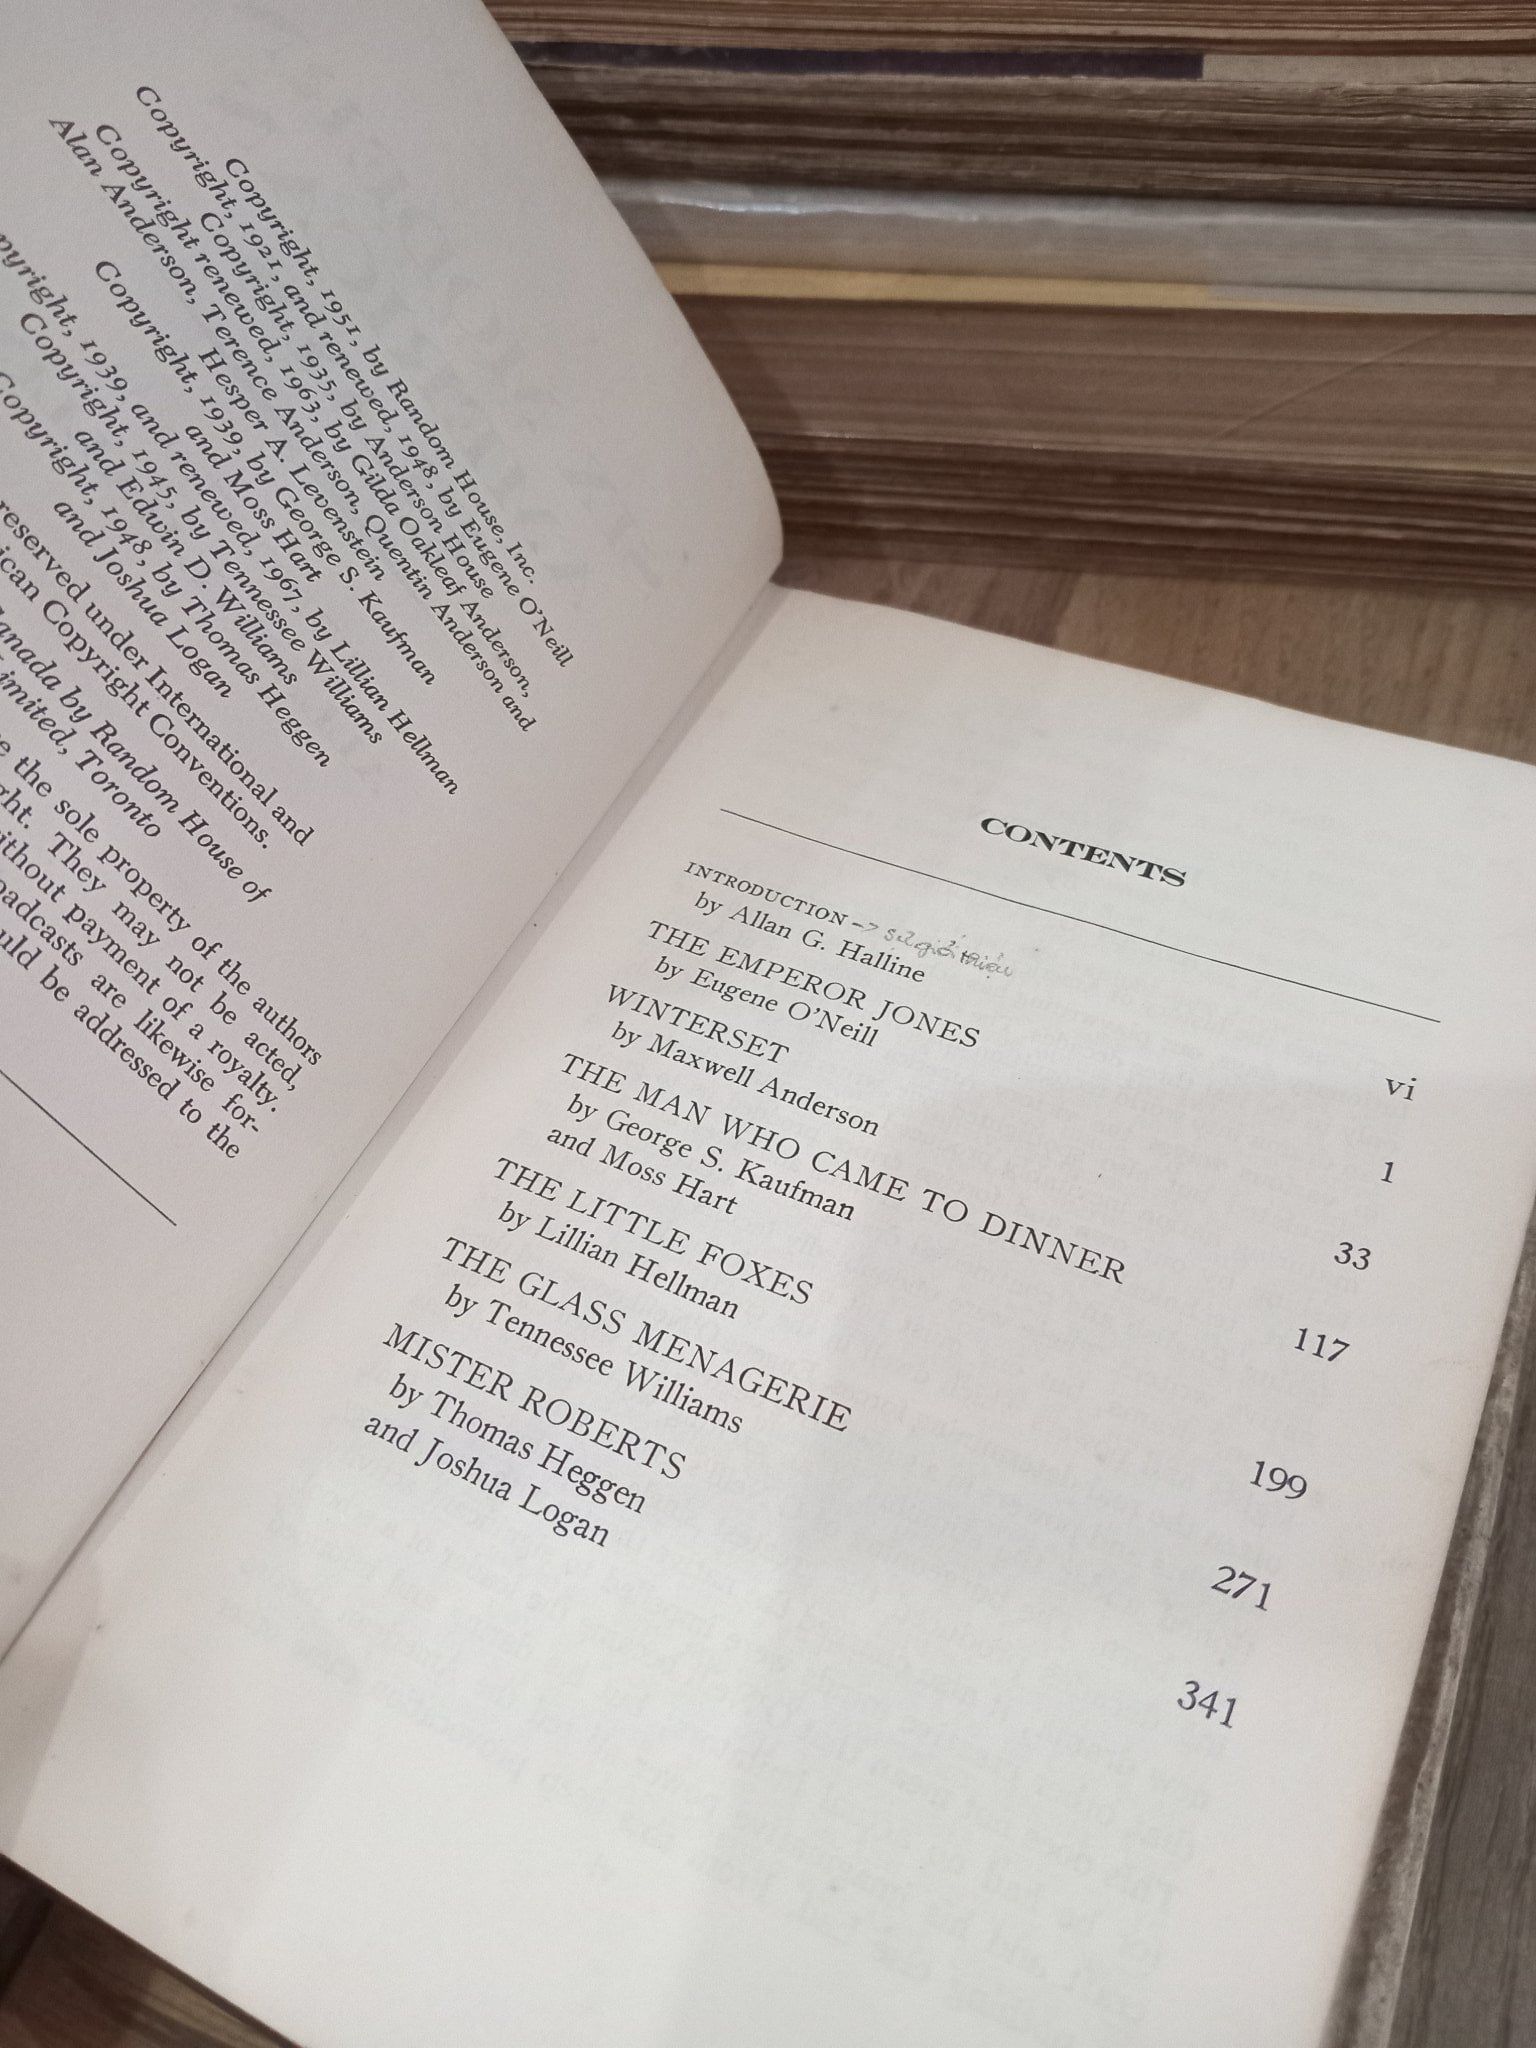 Copyright, 1951, by Random House, Inc.
Copyright, 1921, and renewed, 1948, by Eugene O'Neill
Copyright, 1935, by Anderson House
Copyright renewed, 1963, by Gilda Oakleaf Anderson,
Alan Anderson, Terence Anderson, Quentin Anderson and
Hesper A. Levenstein
Copyright, 1939, by George S. Kaufman
and Moss Hart
pyright, 1939, and renewed, 1967, by Lillian Hellman
Copyright, 1945, by Tennessee Williams
and Edwin D. Williams
Copyright, 1948, by Thomas Heggen
and Joshua Logan
reserved under International and
ican Copyright Conventions.
anada by Random House of
imited, Toronto
e the sole property of the authors
ght. They may not be acted,
ithout payment of a royalty.
oadcasts are likewise for-
uld be addressed to the
CONTENTS
INTRODUCTION -> sự giới thiệu
by Allan G. Halline vi
THE EMPEROR JONES
by Eugene O'Neill 1
WINTERSET
by Maxwell Anderson 33
THE MAN WHO CAME TO DINNER
by George S. Kaufman
and Moss Hart 117
THE LITTLE FOXES
by Lillian Hellman 199
THE GLASS MENAGERIE
by Tennessee Williams 271
MISTER ROBERTS
by Thomas Heggen
and Joshua Logan 341